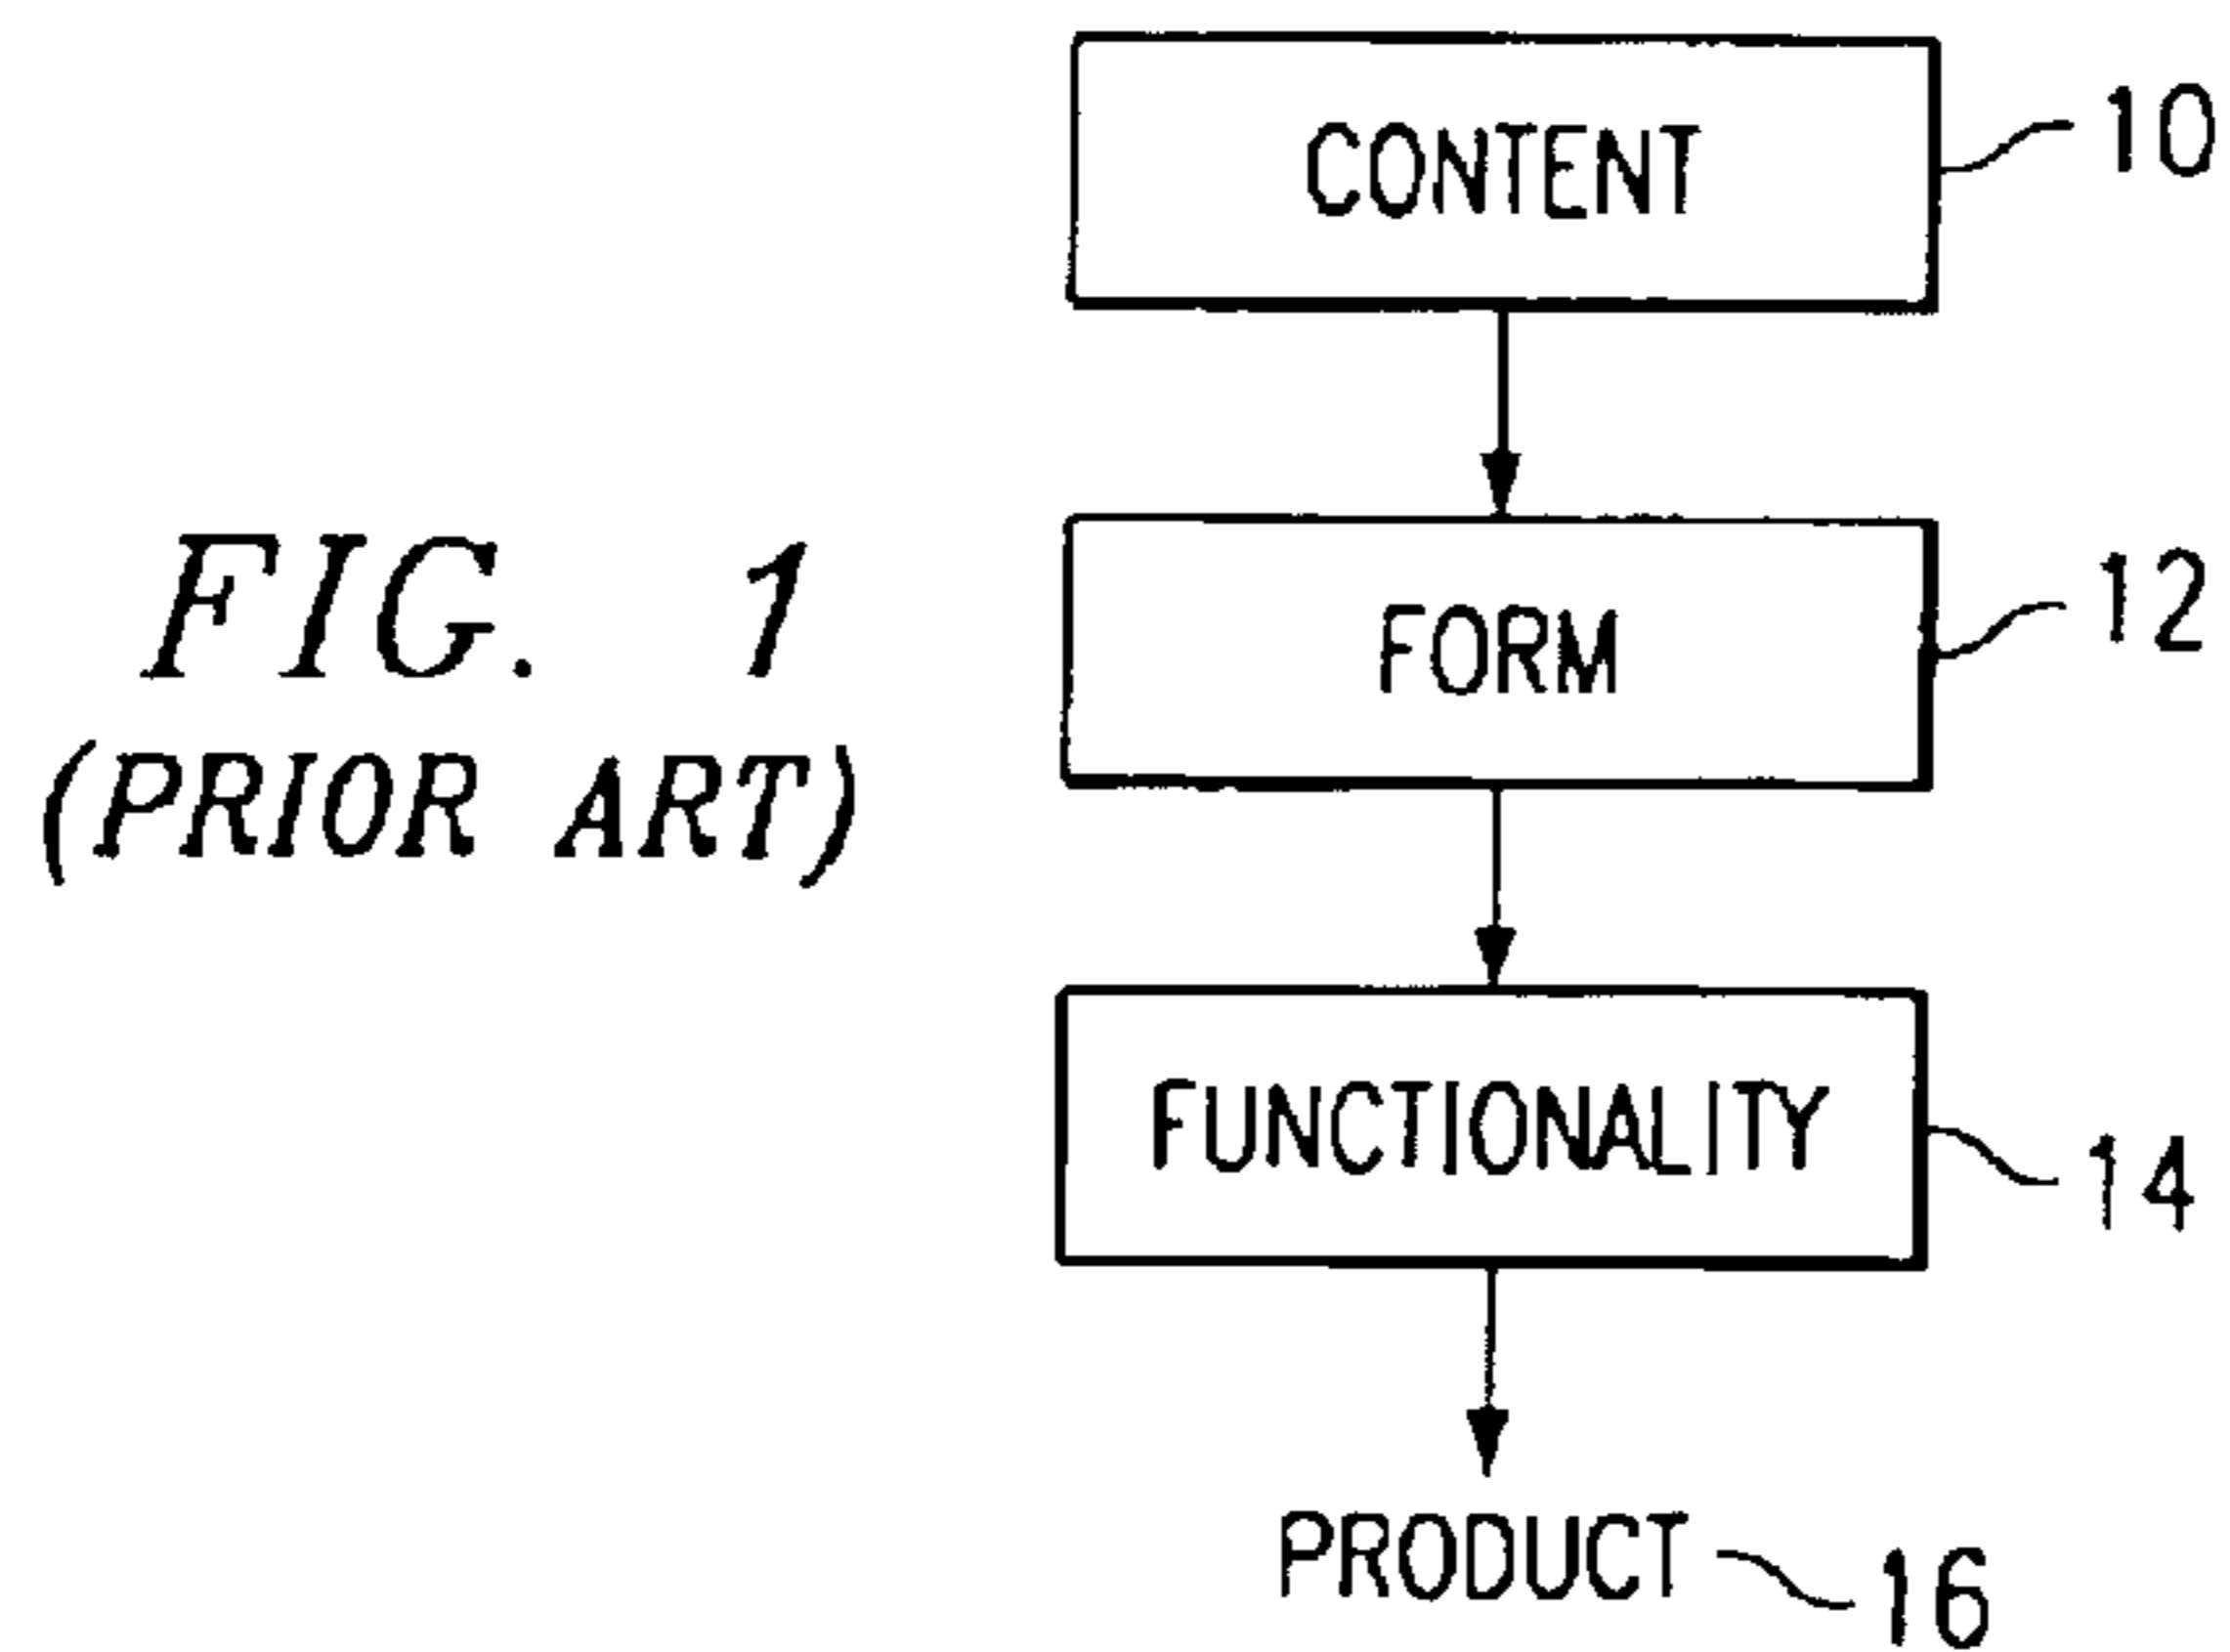 CONTENT
10
FORM
12
FIG. 1
(PRIOR ART)
FUNCTIONALITY
14
PRODUCT
16